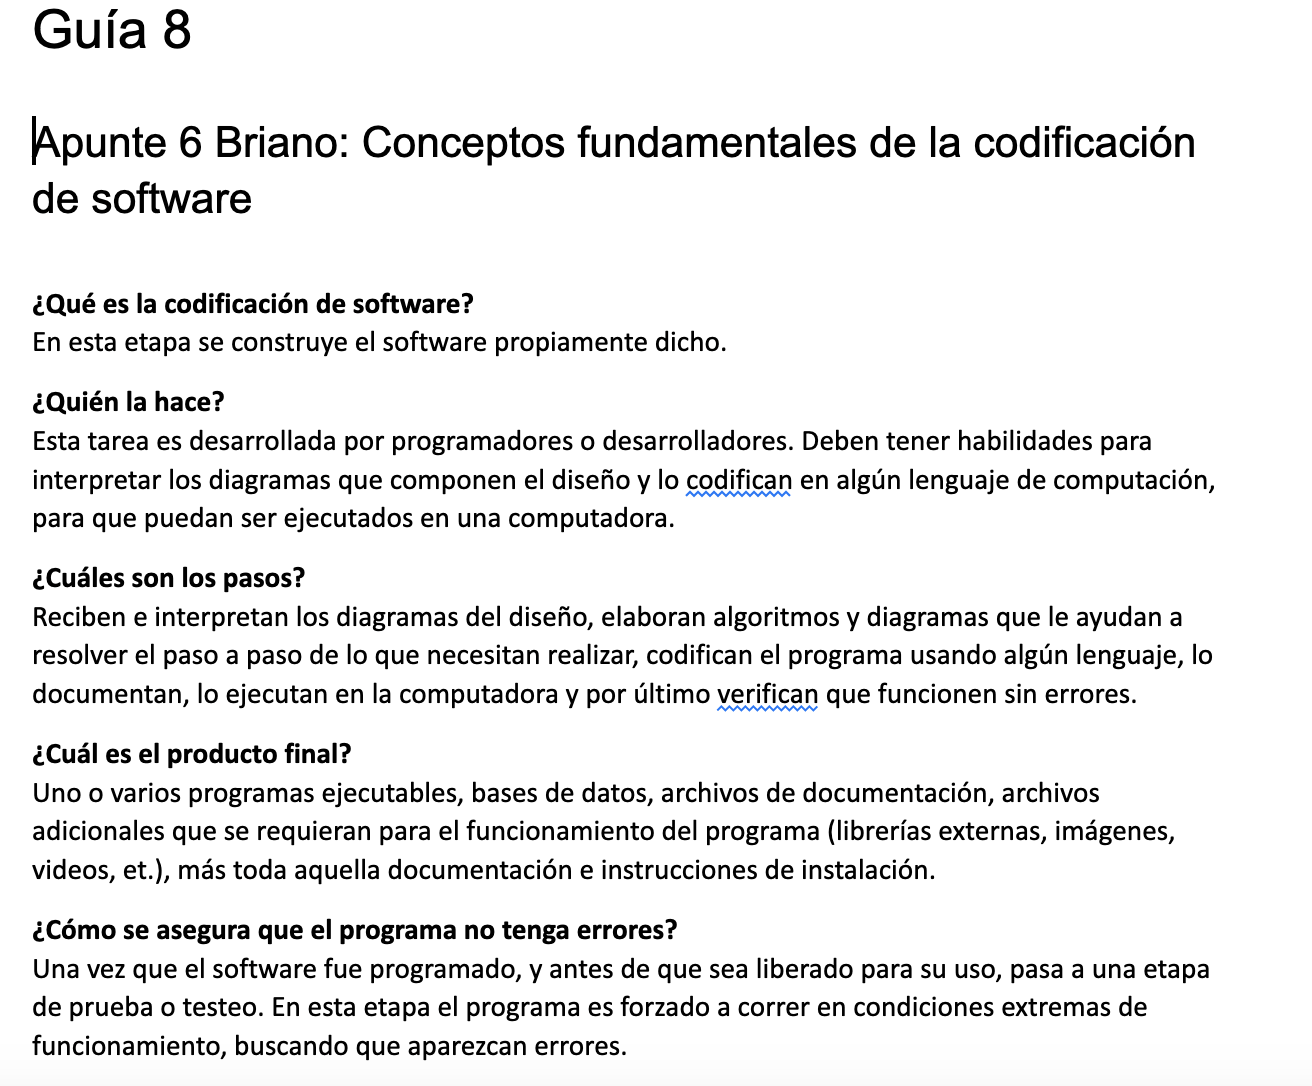 Guía 8
Apunte 6 Briano: Conceptos fundamentales de la codificación
de software
¿Qué es la codificación de software?
En esta etapa se construye el software propiamente dicho.
¿Quién la hace?
Esta tarea es desarrollada por programadores o desarrolladores. Deben tener habilidades para
interpretar los diagramas que componen el diseño y lo codifican en algún lenguaje de computación,
para que puedan ser ejecutados en una computadora.
¿Cuáles son los pasos?
Reciben e interpretan los diagramas del diseño, elaboran algoritmos y diagramas que le ayudan a
resolver el paso a paso de lo que necesitan realizar, codifican el programa usando algún lenguaje, lo
documentan, lo ejecutan en la computadora y por último verifican que funcionen sin errores.
¿Cuál es el producto final?
Uno o varios programas ejecutables, bases de datos, archivos de documentación, archivos
adicionales que se requieran para el funcionamiento del programa (librerías externas, imágenes,
videos, et.), más toda aquella documentación e instrucciones de instalación.
¿Cómo se asegura que el programa no tenga errores?
Una vez que el software fue programado, y antes de que sea liberado para su uso, pasa a una etapa
de prueba o testeo. En esta etapa el programa es forzado a correr en condiciones extremas de
funcionamiento, buscando que aparezcan errores.